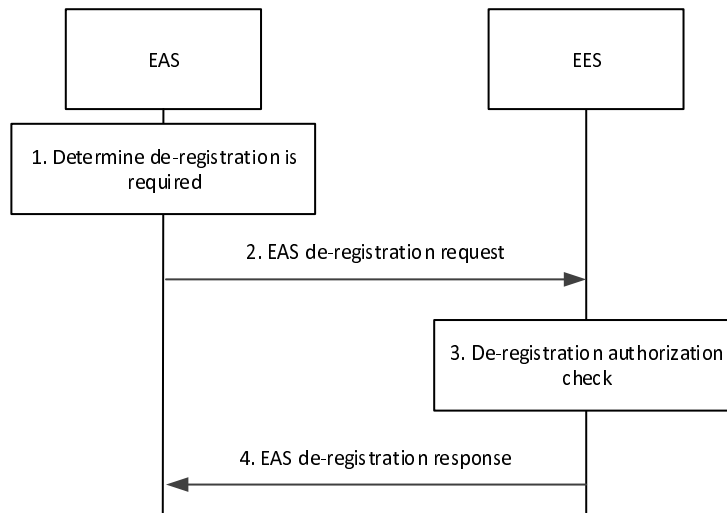 EAS
EES
1. Determine de-registration is
required
2. EAS de-registration request
3. De-registration authorization
check
4. EAS de-registration response